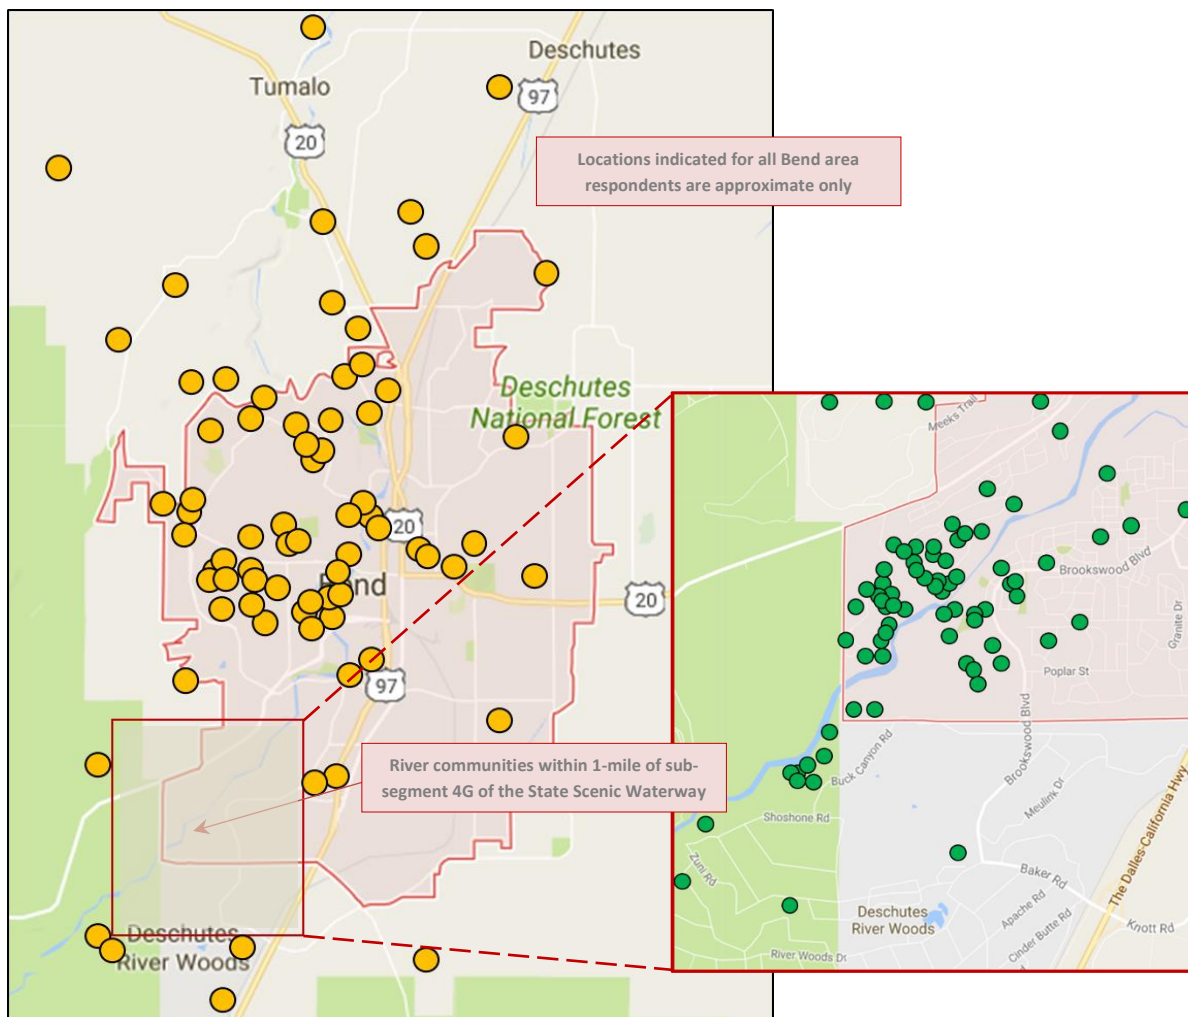 Deschutes
Tumalo
97
20
Locations indicated for all Bend area
respondents are approximate only
Deschutes
National Forest
20
Bend
20
97
River communities within 1-mile of sub-
segment 4G of the State Scenic Waterway
Deschutes
River Woods
Meeks Trail
Brookswood Blvd
Granite Dr
Poplar St
Brookswood Blvd
Buck Canyon Rd
Meulink Dr
Shoshone Rd
Zuni Rd
The Dalles-California Hwy
Baker Rd
Apache Rd
Deschutes
River Woods
Cinder Butte Rd
Knott Rd
River Woods Dr